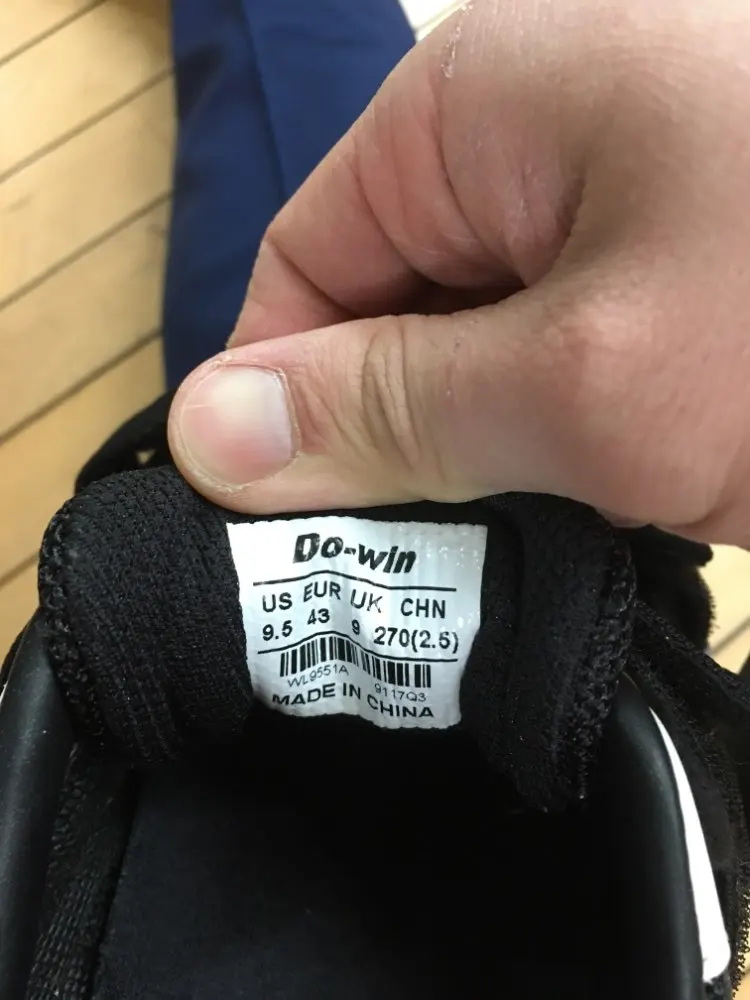 Do-win
US EUR UK CHN
9.5 43 9 270(2.5)
WL9551A 9117Q3
MADE IN CHINA